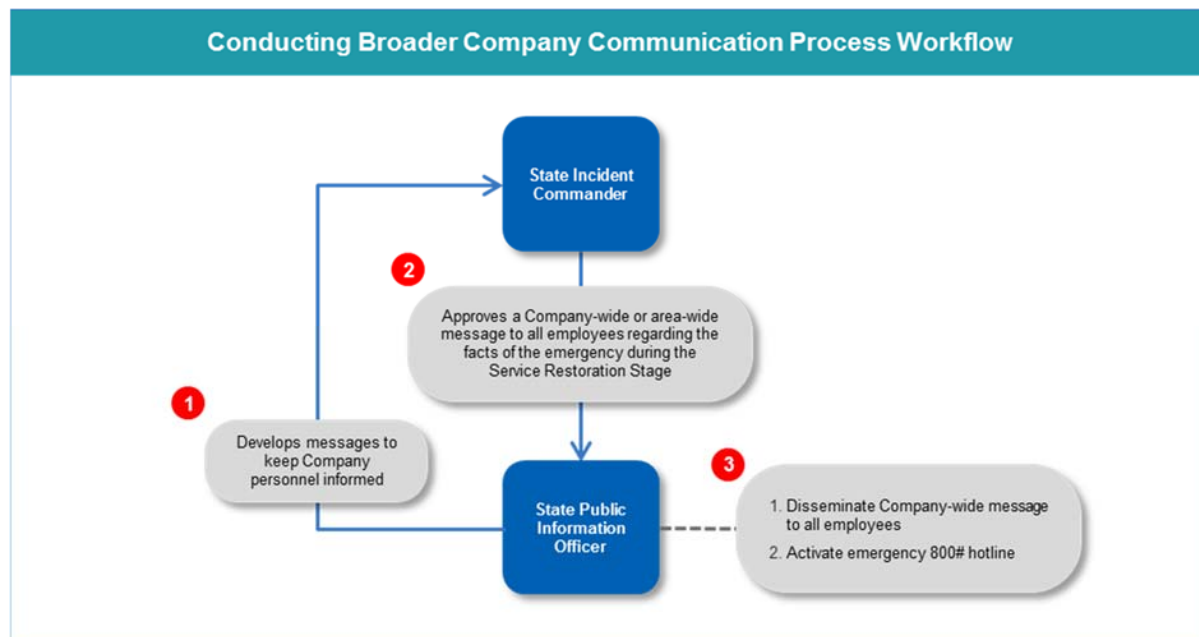 Conducting Broader Company Communication Process Workflow
State Incident
Commander
2
Approves a Company-wide or area-wide
message to all employees regarding the
facts of the emergency during the
Service Restoration Stage
1
Develops messages to
keep Company
personnel informed
State Public
Information
Officer
3
1. Disseminate Company-wide message
to all employees
2. Activate emergency 800# hotline